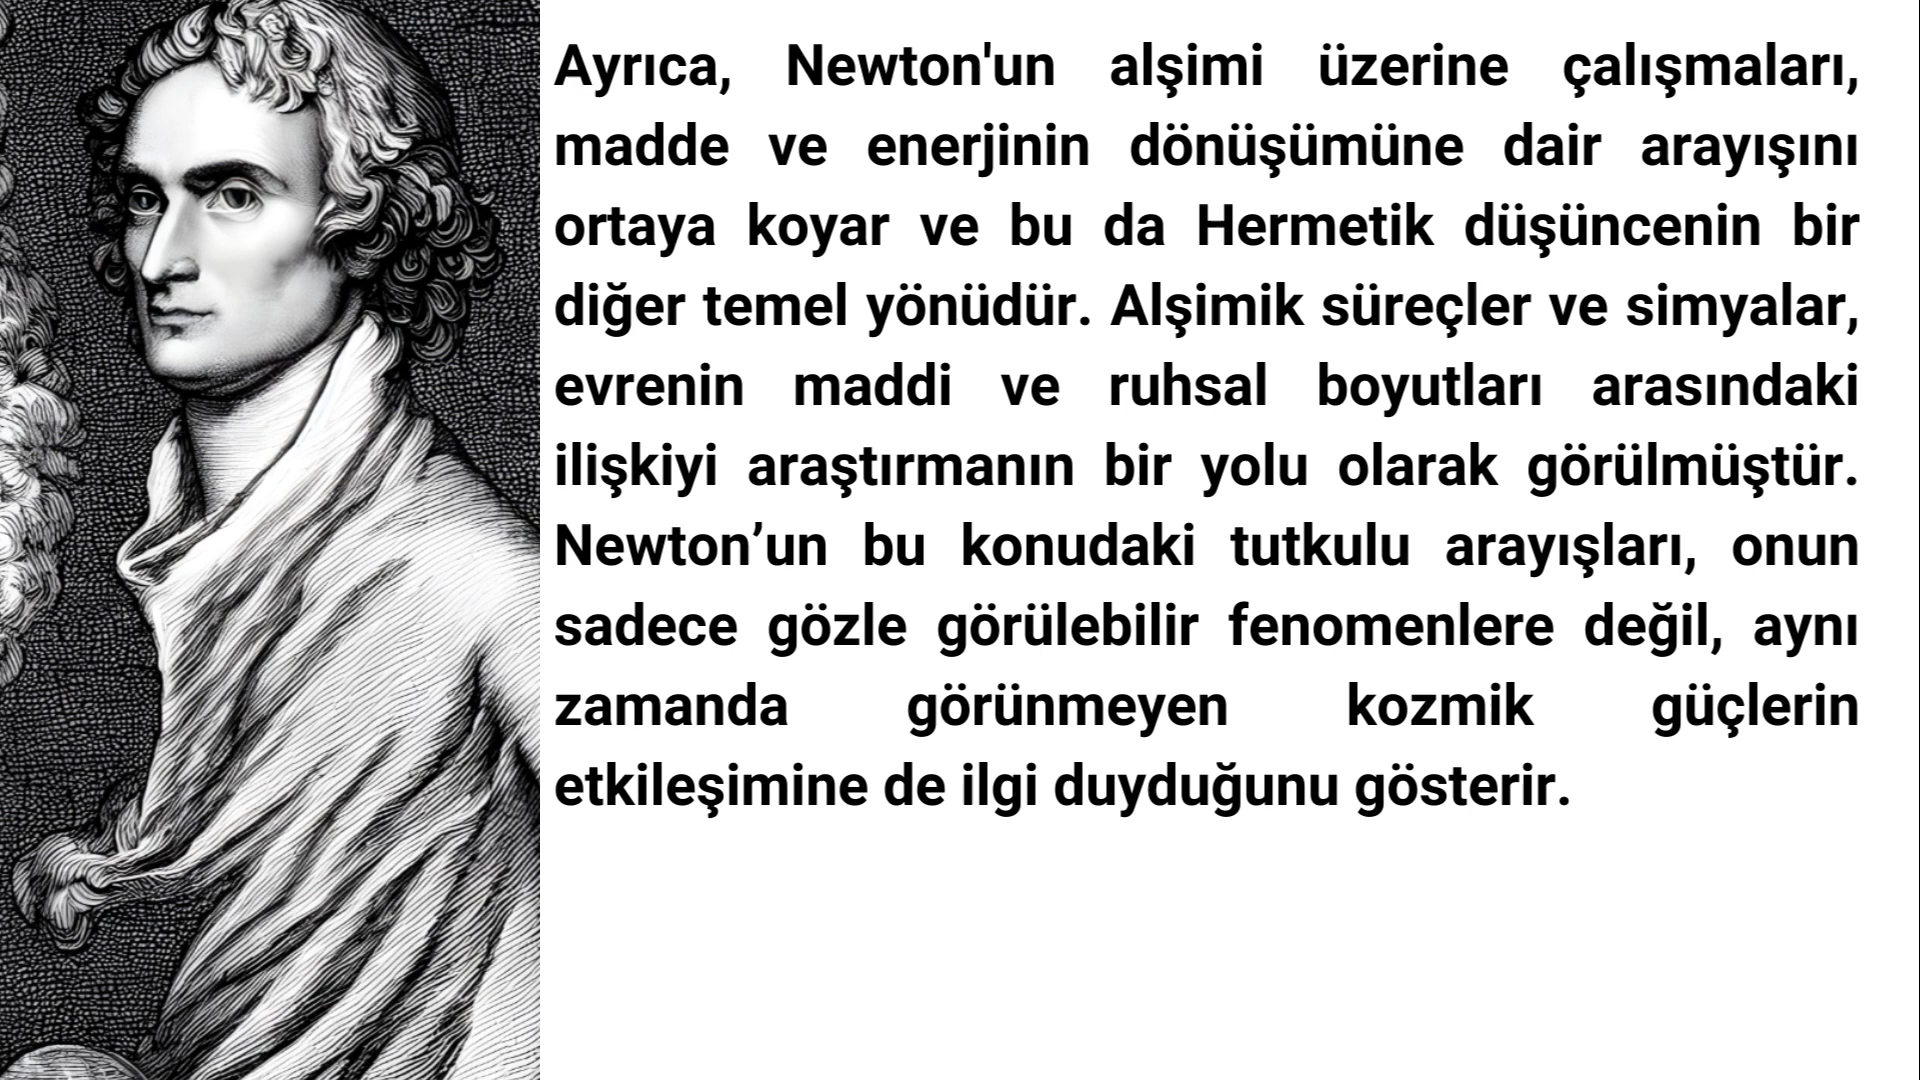 Ayrıca, Newton'un alşimi üzerine çalışmaları,
madde ve enerjinin dönüşümüne dair arayışını
ortaya koyar ve bu da Hermetik düşüncenin bir
diğer temel yönüdür. Alşimik süreçler ve simyalar,
evrenin maddi ve ruhsal boyutları arasındaki
ilişkiyi araştırmanın bir yolu olarak görülmüştür.
Newton’un bu konudaki tutkulu arayışları, onun
sadece gözle görülebilir fenomenlere değil, aynı
zamanda görünmeyen kozmik güçlerin
etkileşimine de ilgi duyduğunu gösterir.